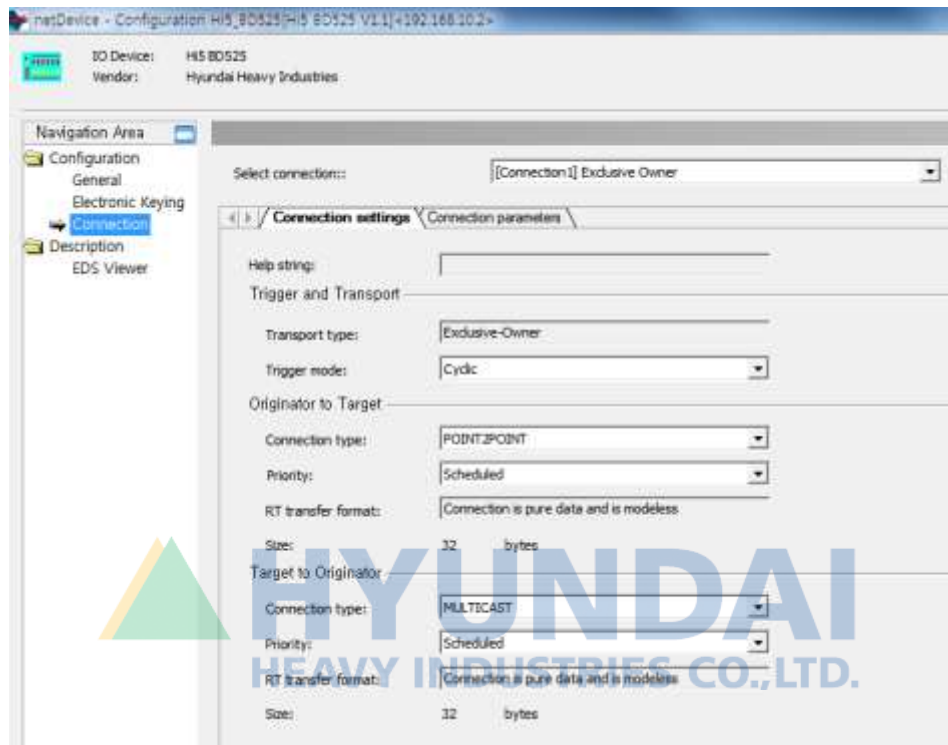 netDevice - Configuration Hi5_BD525[Hi5 BD525 V1.1]<192.168.10.2>
IO Device: Hi5 BD525
Vendor: Hyundai Heavy Industries
Navigation Area
Configuration
General
Electronic Keying
Connection
Description
EDS Viewer
Select connection:: [Connection1] Exclusive Owner
Connection settings Connection parameters
Help string:
Trigger and Transport
Transport type: Exclusive-Owner
Trigger mode: Cyclic
Originator to Target
Connection type: POINT2POINT
Priority: Scheduled
RT transfer format: Connection is pure data and is modeless
Size: 32 bytes
Target to Originator
Connection type: MULTICAST
Priority: Scheduled
RT transfer format: Connection is pure data and is modeless
Size: 32 bytes
HYUNDAI
HEAVY INDUSTRIES CO.,LTD.